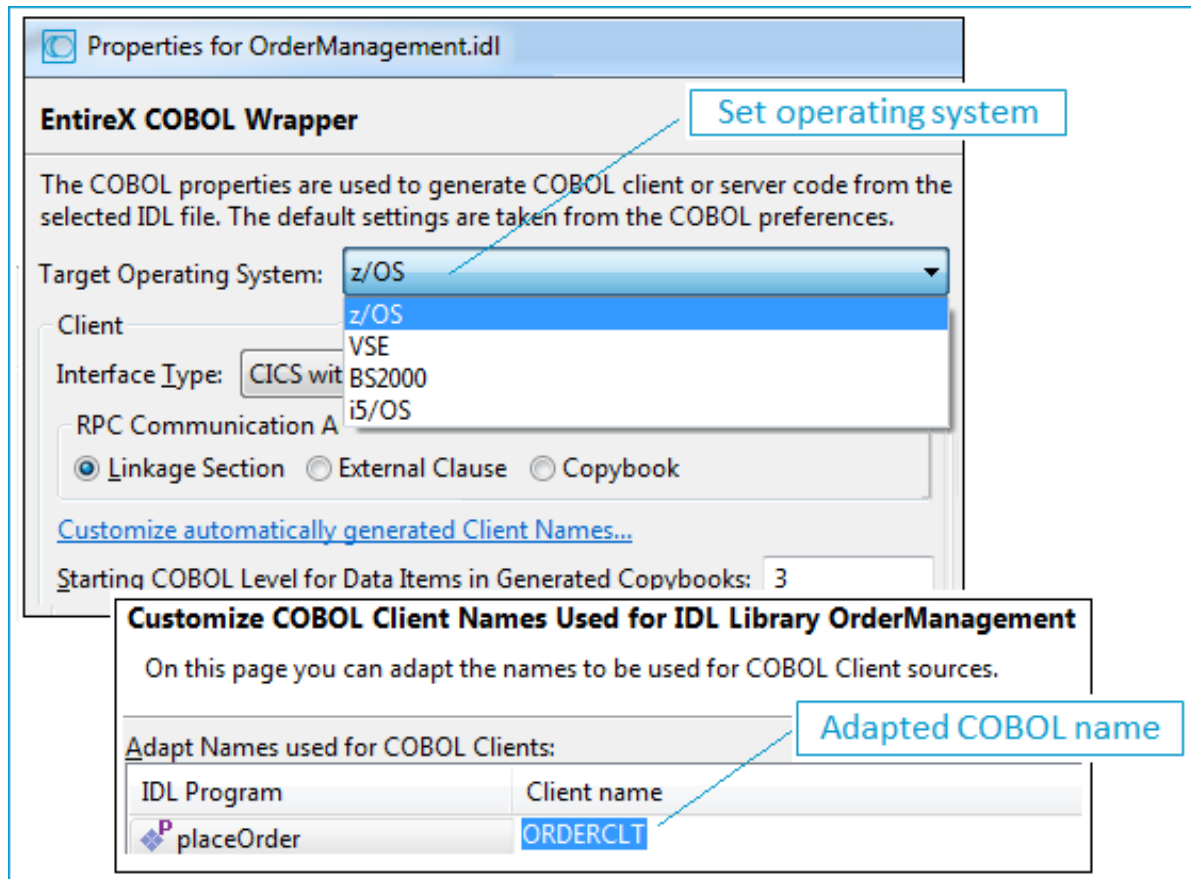 Properties for OrderManagement.idl
EntireX COBOL Wrapper
Set operating system
The COBOL properties are used to generate COBOL client or server code from the
selected IDL file. The default settings are taken from the COBOL preferences.
Target Operating System: z/OS
z/OS
Client
VSE
Interface Type: CICS wit
BS2000
i5/OS
RPC Communication A
Linkage Section External Clause Copybook
Customize automatically generated Client Names...
Starting COBOL Level for Data Items in Generated Copybooks: 3
Customize COBOL Client Names Used for IDL Library OrderManagement
On this page you can adapt the names to be used for COBOL Client sources.
Adapted COBOL name
Adapt Names used for COBOL Clients:
IDL Program Client name
P placeOrder ORDERCLT